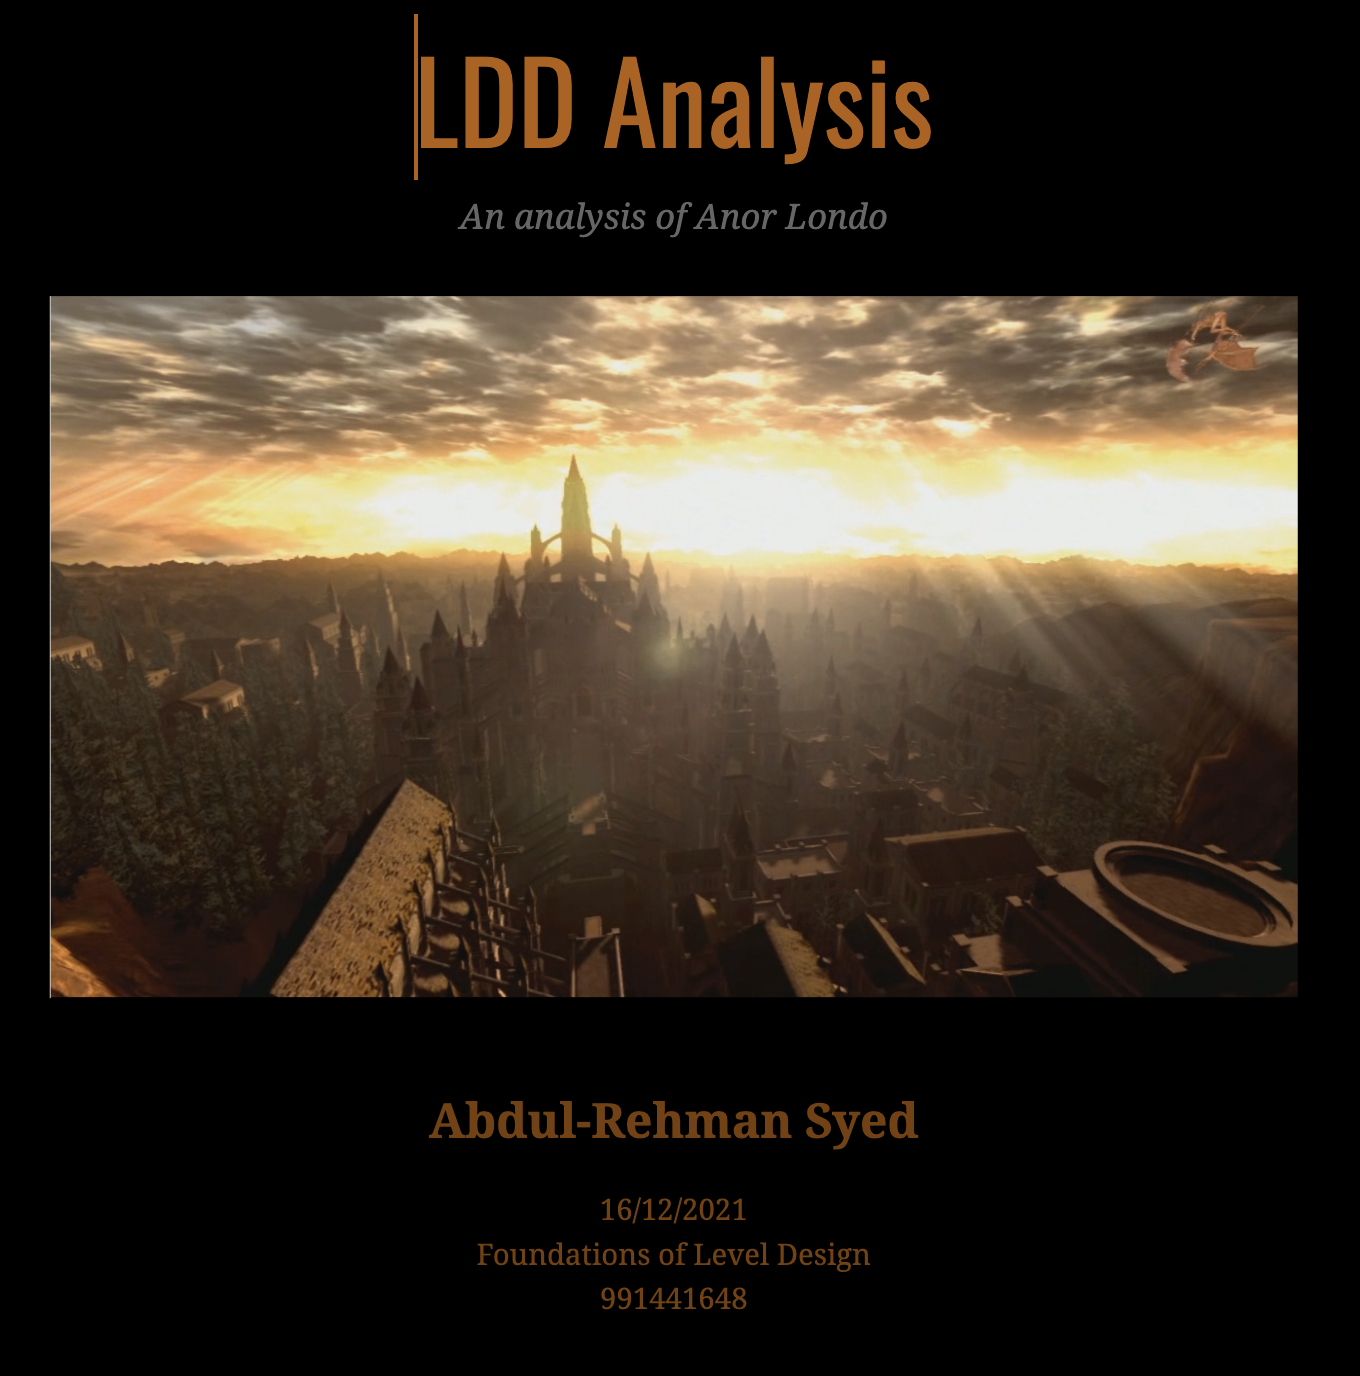 LDD Analysis
An analysis of Anor Londo
Abdul-Rehman Syed
16/12/2021
Foundations of Level Design
991441648